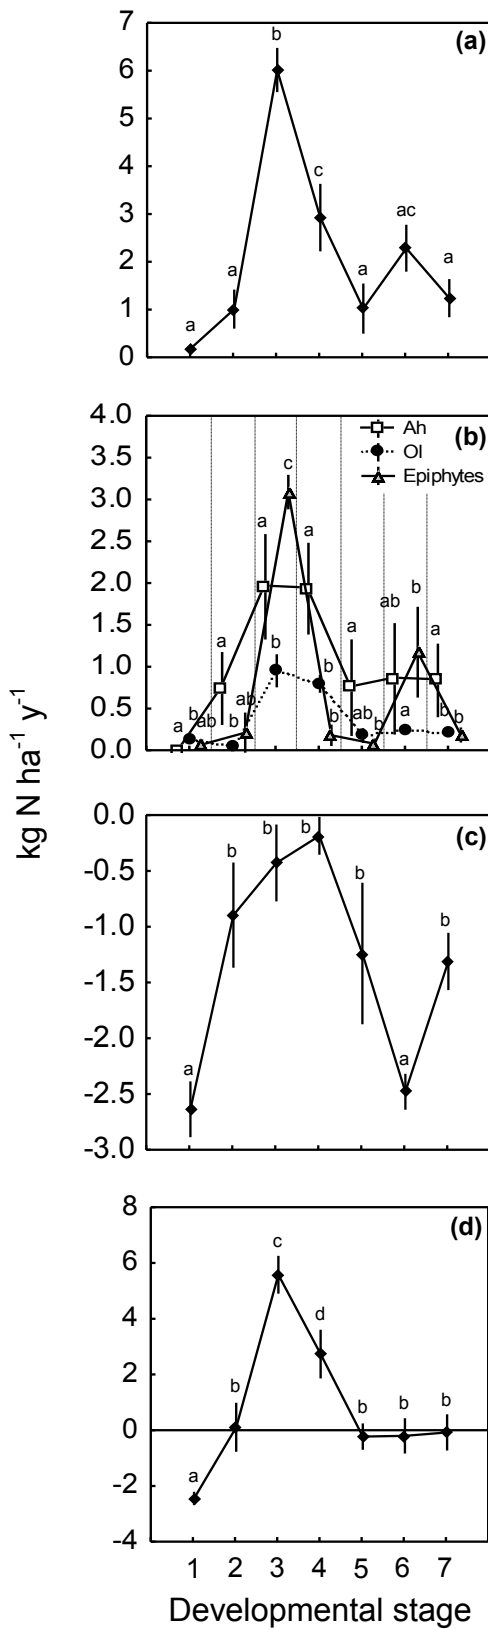 kg N ha⁻¹ y⁻¹
7
(a)
b
6
5
4
c
3
ac
2
a a a
1
a
0
4.0
(b)
Ah
3.5
Ol
c
Epiphytes
3.0
a a
2.5
2.0
ab b
a a a
1.5
b
1.0
b
ab ab a
0.5
a b ab b b b b b
0.0
0.0
b b
(c)
b
-0.5
b
b
-1.0
-1.5
-2.0
a
a
-2.5
-3.0
8
(d)
c
6
d
4
b b b b
2
0
a
-2
-4
1 2 3 4 5 6 7
Developmental stage